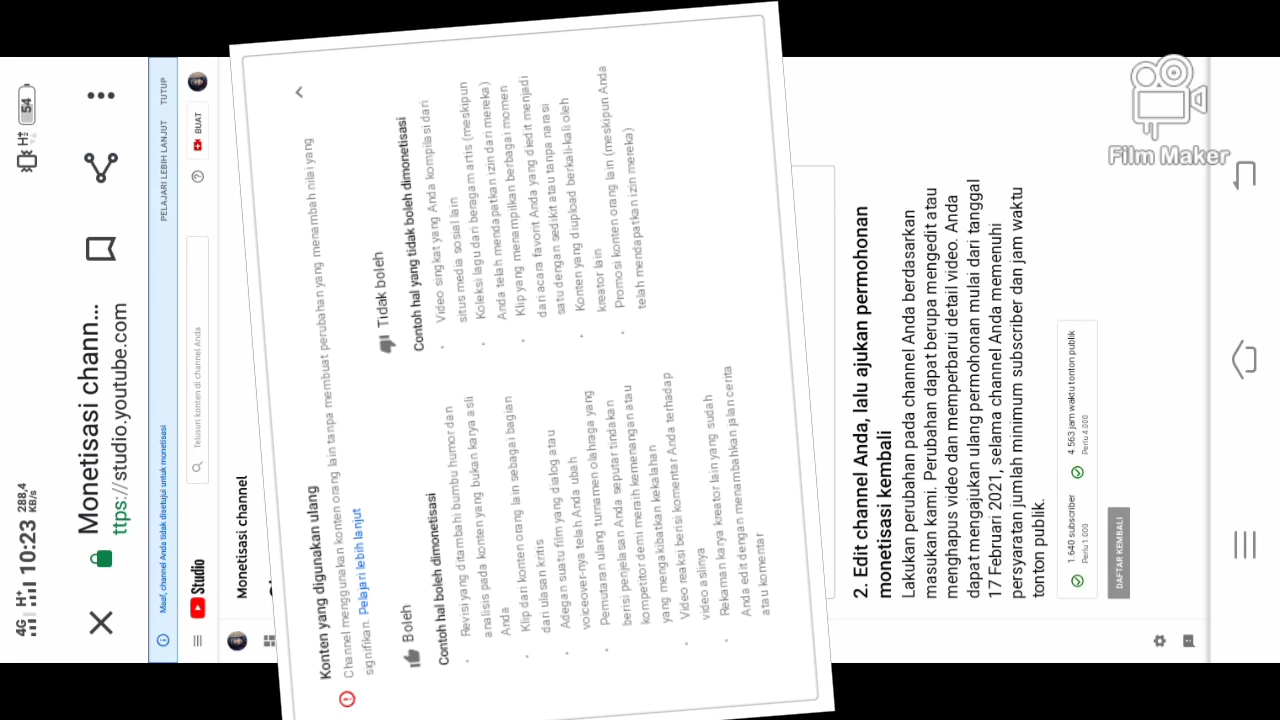 4G H+ 10:23 288,4 KB/s H+ 54
Monetisasi chann...
ttps://studio.youtube.com
Maaf, channel Anda tidak disetujui untuk monetisasi PELAJARI LEBIH LANJUT TUTUP
Studio Telusuri konten di channel Anda BUAT
Monetisasi channel
Konten yang digunakan ulang
Channel menggunakan konten orang lain tanpa membuat perubahan yang menambah nilai yang
signifikan. Pelajari lebih lanjut
Boleh
Contoh hal boleh dimonetisasi
Revisi yang ditambahi bumbu humor dan
analisis pada konten yang bukan karya asli
Anda
Klip dari konten orang lain sebagai bagian
dari ulasan kritis
Adegan suatu film yang dialog atau
voiceover-nya telah Anda ubah
Pemutaran ulang turnamen olahraga yang
berisi penjelasan Anda seputar tindakan
kompetitor demi meraih kemenangan atau
yang mengakibatkan kekalahan
Video reaksi berisi komentar Anda terhadap
video aslinya
Rekaman karya kreator lain yang sudah
Anda edit dengan menambahkan jalan cerita
atau komentar
Tidak boleh
Contoh hal yang tidak boleh dimonetisasi
Video singkat yang Anda kompilasi dari
situs media sosial lain
Koleksi lagu dari beragam artis (meskipun
Anda telah mendapatkan izin dari mereka)
Klip yang menampilkan berbagai momen
dari acara favorit Anda yang diedit menjadi
satu dengan sedikit atau tanpa narasi
Konten yang diupload berkali-kali oleh
kreator lain
Promosi konten orang lain (meskipun Anda
telah mendapatkan izin mereka)
2. Edit channel Anda, lalu ajukan permohonan
monetisasi kembali
Lakukan perubahan pada channel Anda berdasarkan
masukan kami. Perubahan dapat berupa mengedit atau
menghapus video dan memperbarui detail video. Anda
dapat mengajukan ulang permohonan mulai dari tanggal
17 Februari 2021, selama channel Anda memenuhi
persyaratan jumlah minimum subscriber dan jam waktu
tonton publik.
1.640 subscriber 4.563 jam waktu tonton publik
Perlu 1.000 Perlu 4.000
DAFTAR KEMBALI
Film Maker